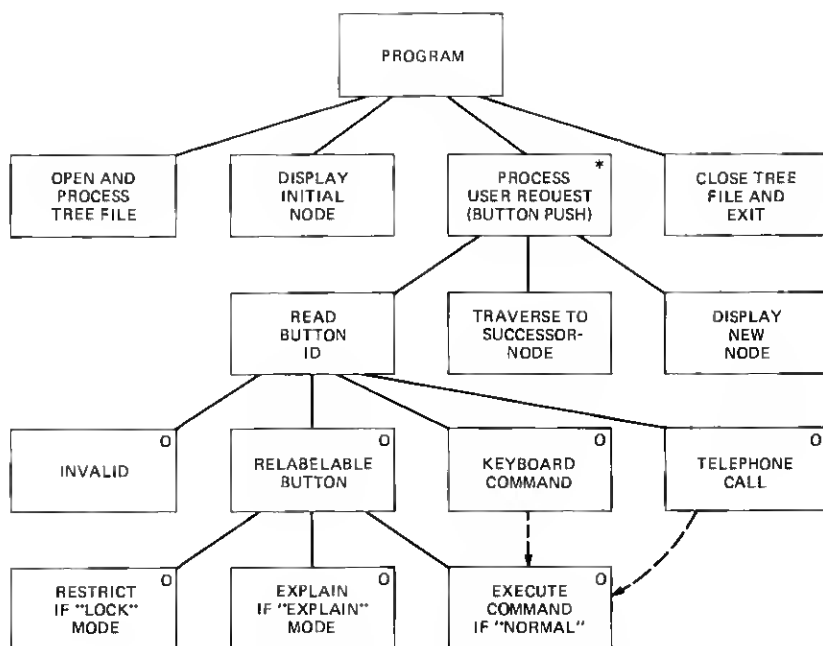 PROGRAM
OPEN AND
PROCESS
TREE FILE
DISPLAY
INITIAL
NODE
*
PROCESS
USER REQUEST
(BUTTON PUSH)
CLOSE TREE
FILE AND
EXIT
READ
BUTTON
ID
TRAVERSE TO
SUCCESSOR-
NODE
DISPLAY
NEW
NODE
O
INVALID
O
RELABELABLE
BUTTON
O
KEYBOARD
COMMAND
O
TELEPHONE
CALL
O
RESTRICT
IF "LOCK"
MODE
O
EXPLAIN
IF "EXPLAIN"
MODE
O
EXECUTE
COMMAND
IF "NORMAL"